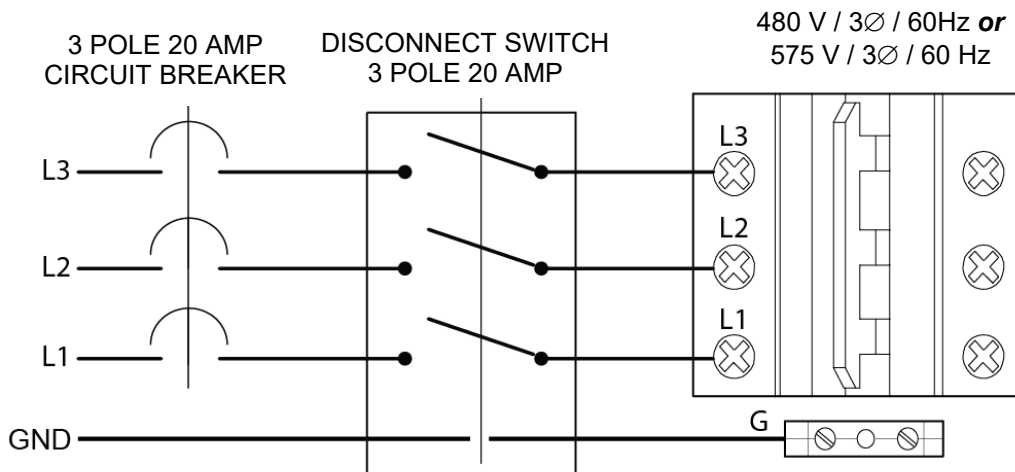 3 POLE 20 AMP
CIRCUIT BREAKER
DISCONNECT SWITCH
3 POLE 20 AMP
480 V / 3∅ / 60Hz or
575 V / 3∅ / 60 Hz
L3
L3
L2
L2
L1
L1
GND
G